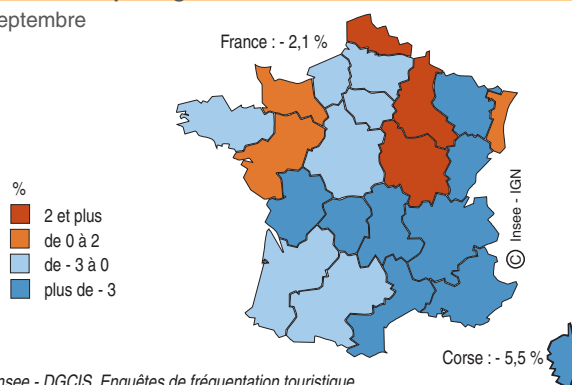 eptembre
France : - 2,1 %
%
2 et plus
de 0 à 2
de - 3 à 0
plus de - 3
© Insee - IGN
Corse : - 5,5 %
nsee - DGCIS, Enquêtes de fréquentation touristique